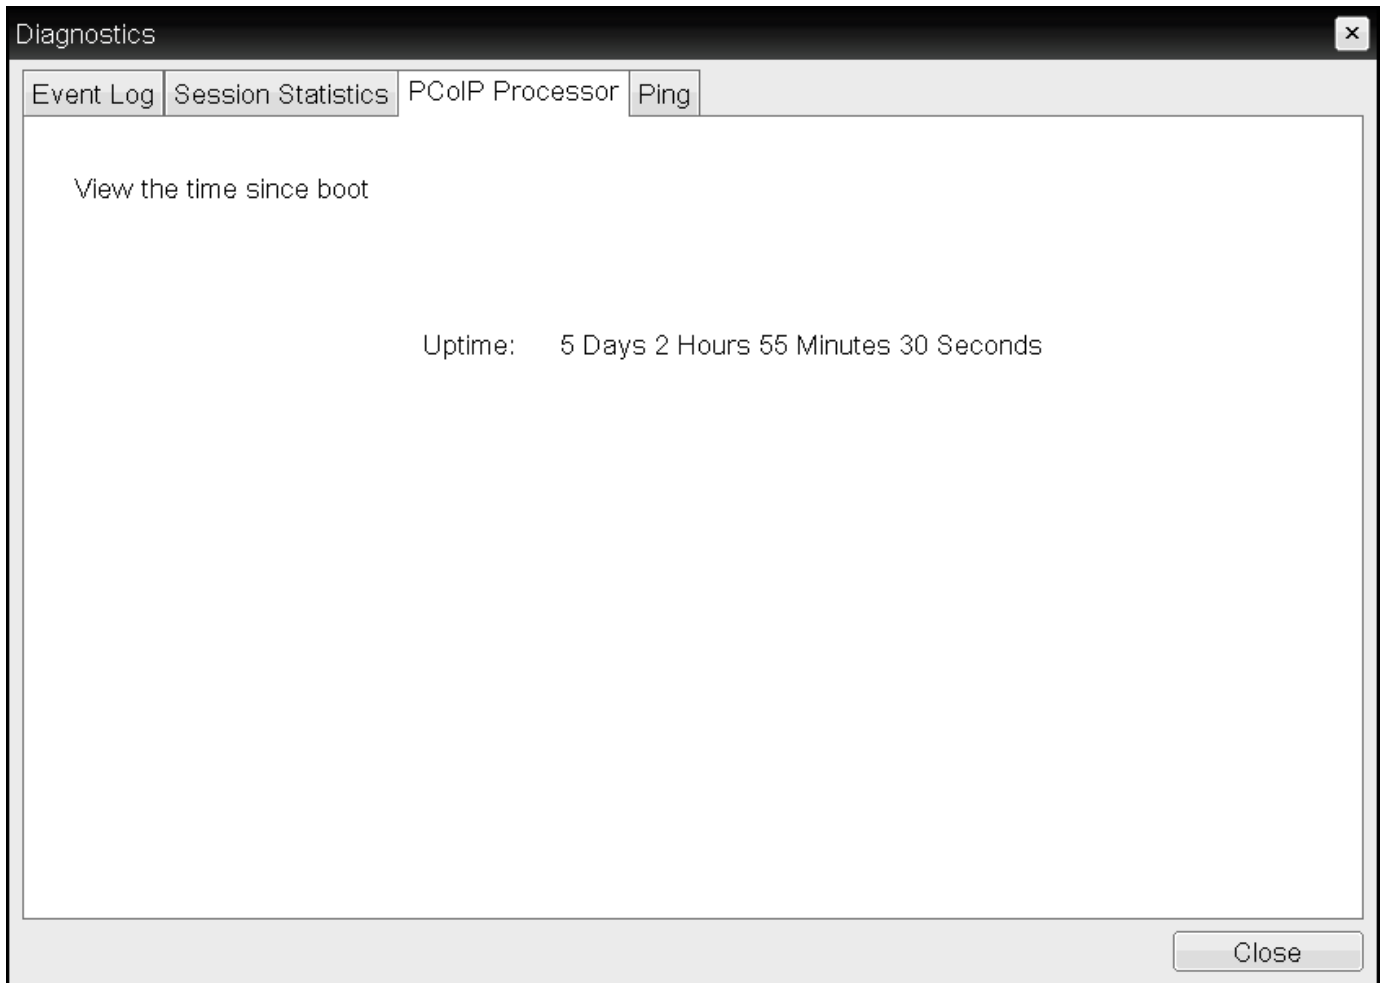 Diagnostics
Event Log Session Statistics PCoIP Processor Ping
View the time since boot
Uptime: 5 Days 2 Hours 55 Minutes 30 Seconds
Close